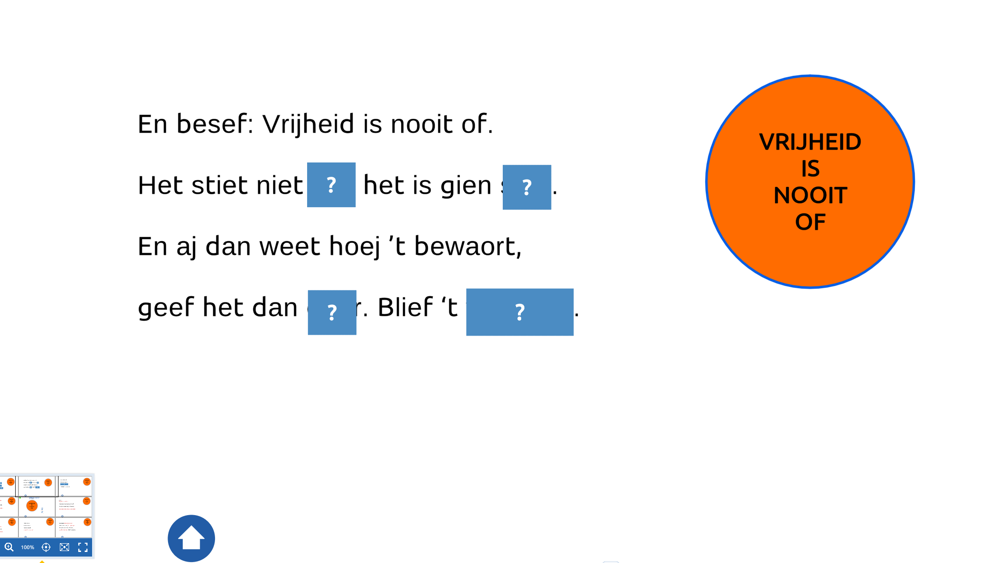 En besef: Vrijheid is nooit of.
Het stiet niet ? het is gien ? .
En aj dan weet hoej ’t bewaort,
geef het dan ? r. Blief ‘t ? .
VRIJHEID
IS
NOOIT
OF
100%